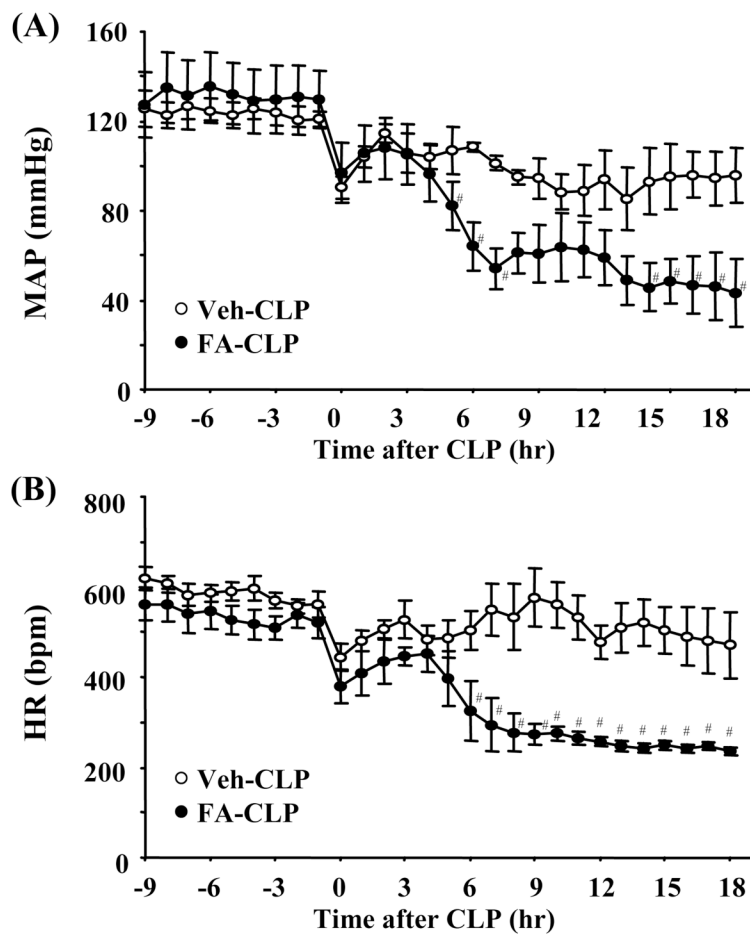 (A)
160
120
80
40
0
MAP (mmHg)
# # # # # # # #
Veh-CLP
FA-CLP
-9 -6 -3 0 3 6 9 12 15 18
Time after CLP (hr)
(B)
800
600
400
200
0
HR (bpm)
# # # # # # # # # # # # #
Veh-CLP
FA-CLP
-9 -6 -3 0 3 6 9 12 15 18
Time after CLP (hr)